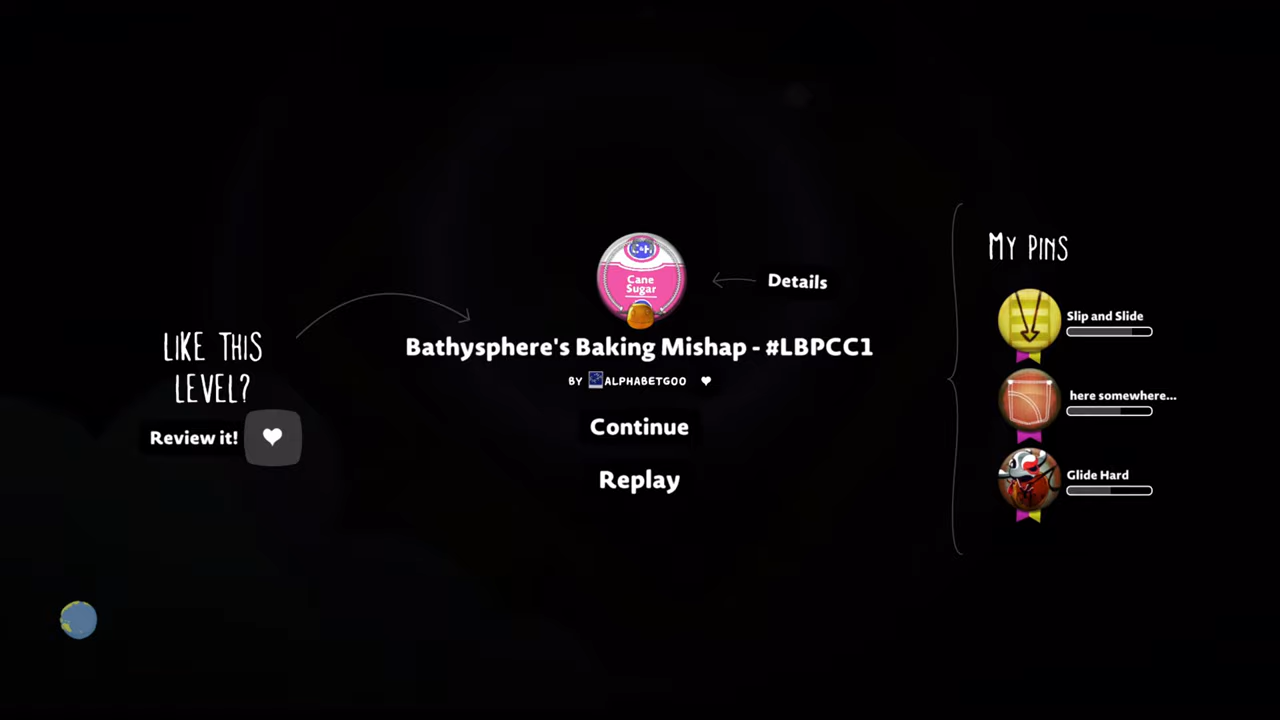 LIKE THIS
LEVEL?
Review it!
C&H
Cane
Sugar
Details
Bathysphere's Baking Mishap - #LBPCC1
BY ALPHABETGOO
Continue
Replay
MY PINS
Slip and Slide
here somewhere...
Glide Hard